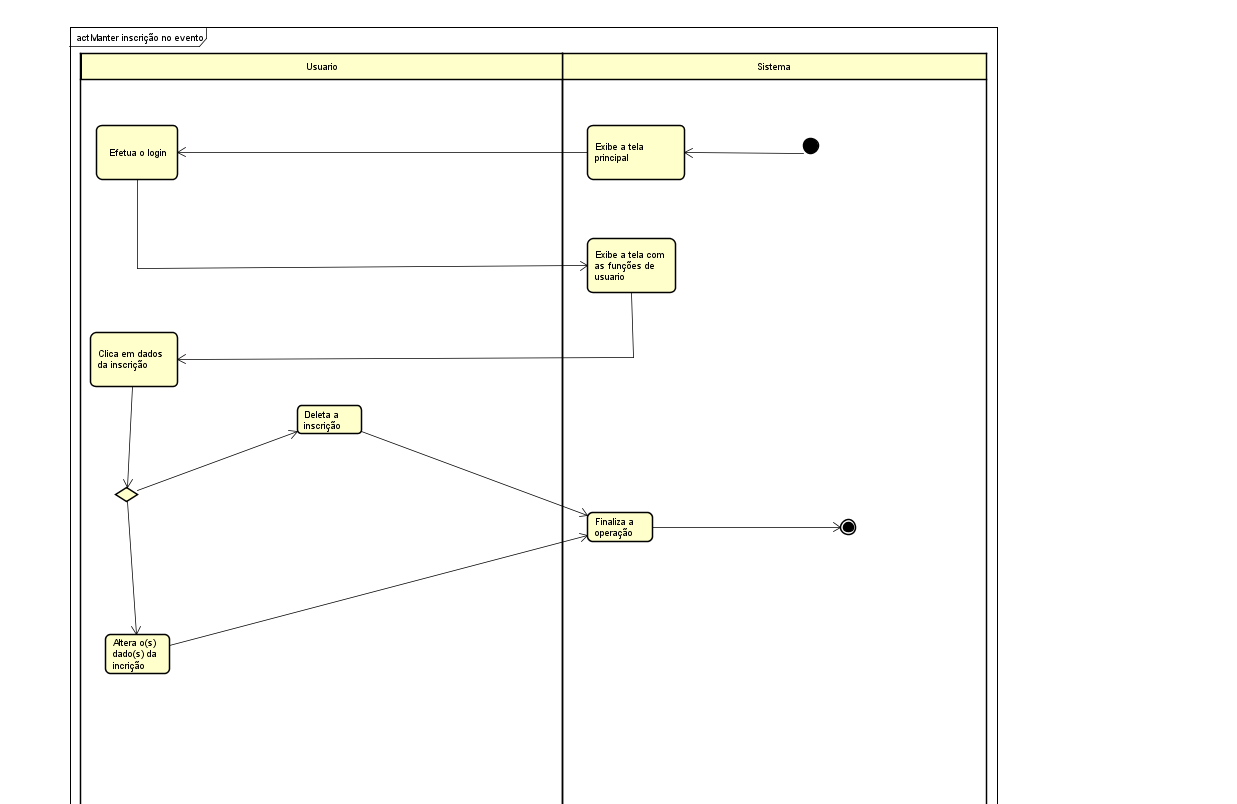 act Manter inscrição no evento
Usuario
Sistema
Efetua o login
Exibe a tela
principal
Exibe a tela com
as funções de
usuario
Clica em dados
da inscrição
Deleta a
inscrição
Finaliza a
operação
Altera o(s)
dado(s) da
incrição